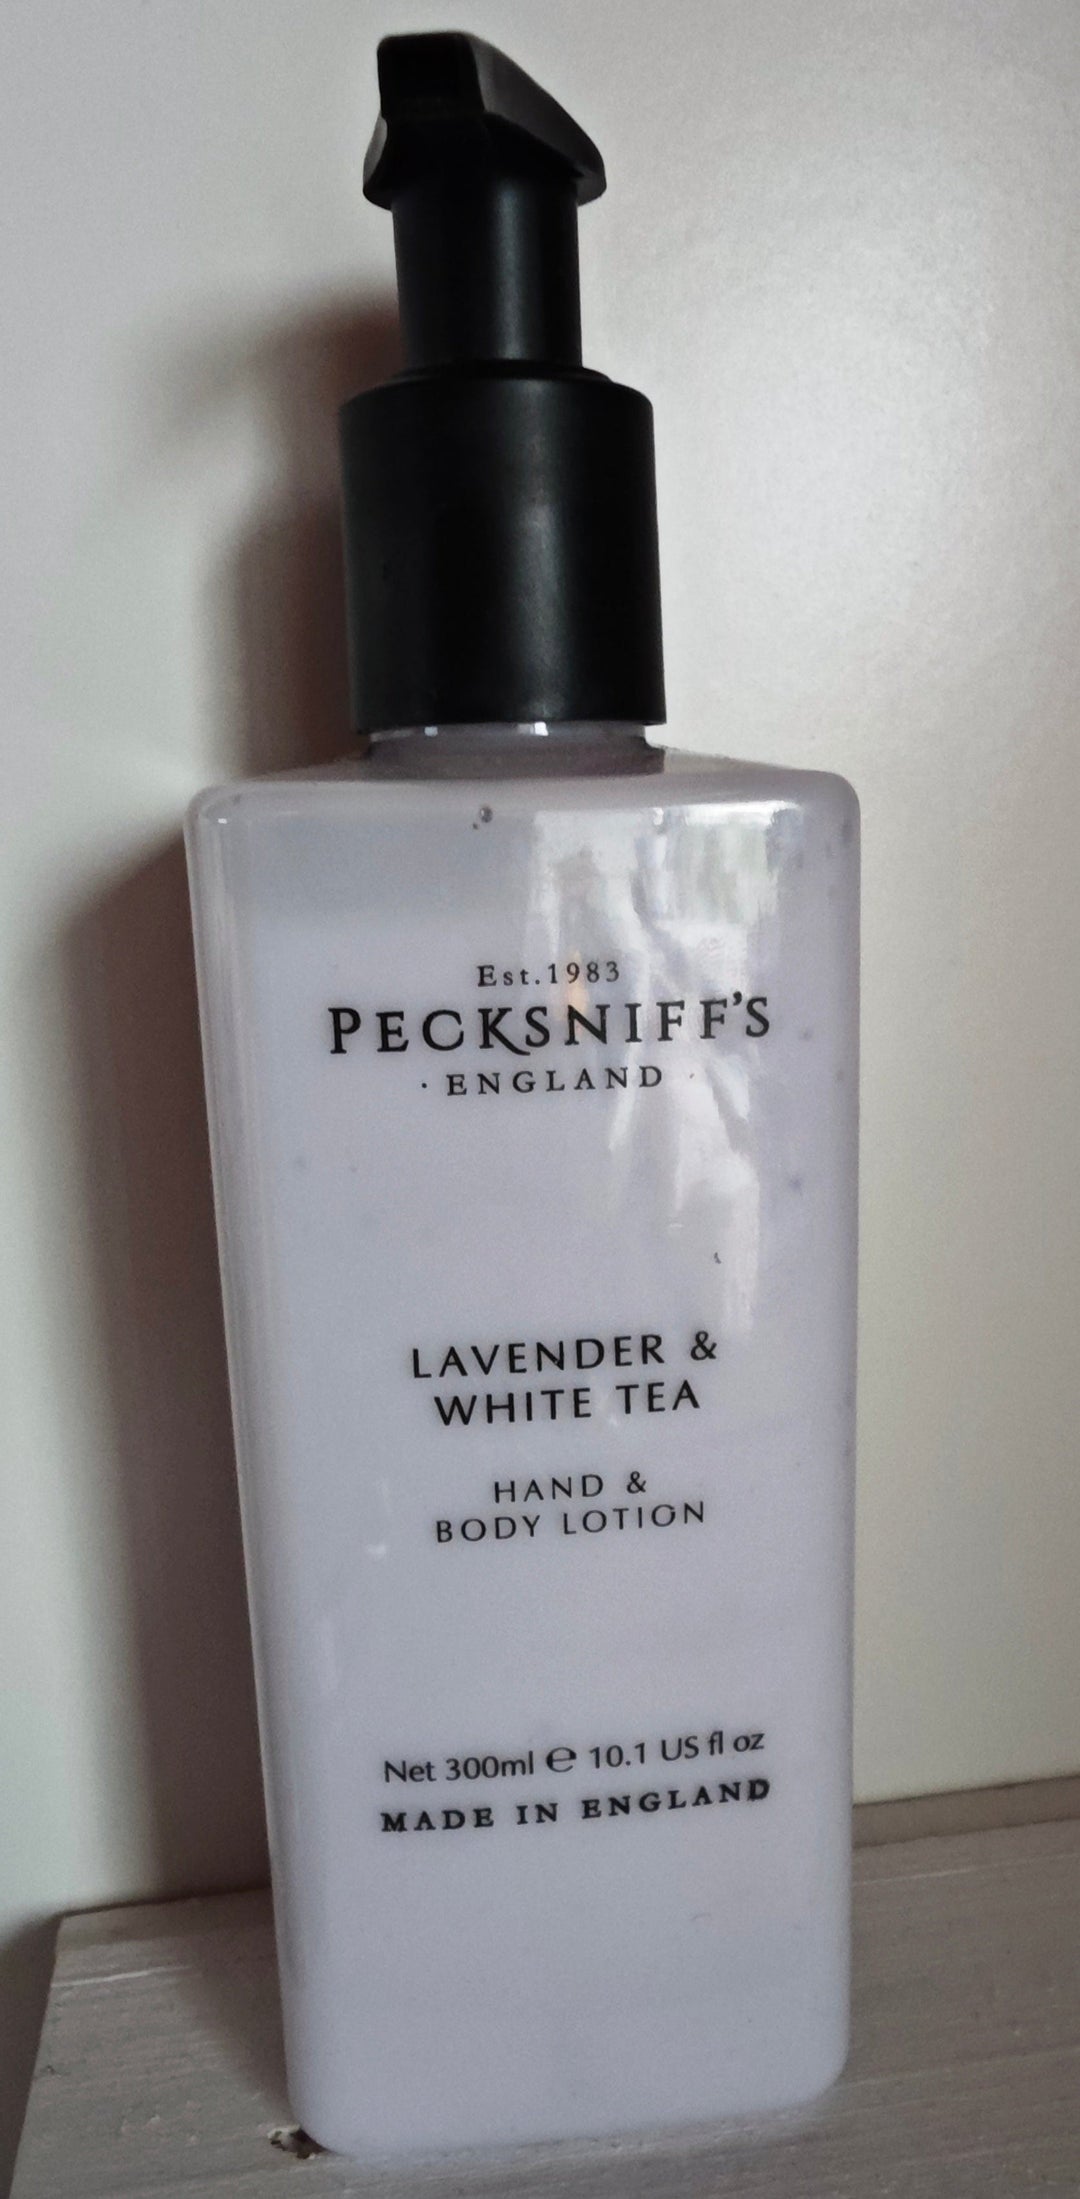 Est.1983
PECKSNIFF'S
· ENGLAND ·
LAVENDER &
WHITE TEA
HAND &
BODY LOTION
Net 300ml ℮ 10.1 US fl oz
MADE IN ENGLAND